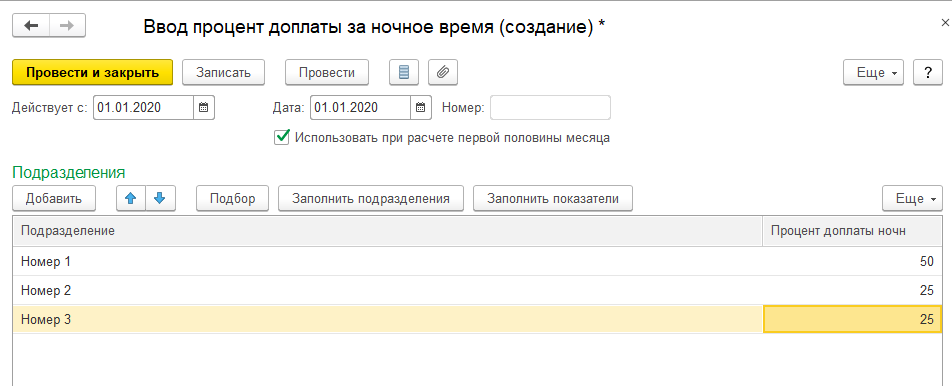 Ввод процент доплаты за ночное время (создание) *
Провести и закрыть Записать Провести Еще ?
Действует с: 01.01.2020 Дата: 01.01.2020 Номер:
Использовать при расчете первой половины месяца
Подразделения
Добавить Подбор Заполнить подразделения Заполнить показатели Еще
Подразделение Процент доплаты ночн
Номер 1 50
Номер 2 25
Номер 3 25